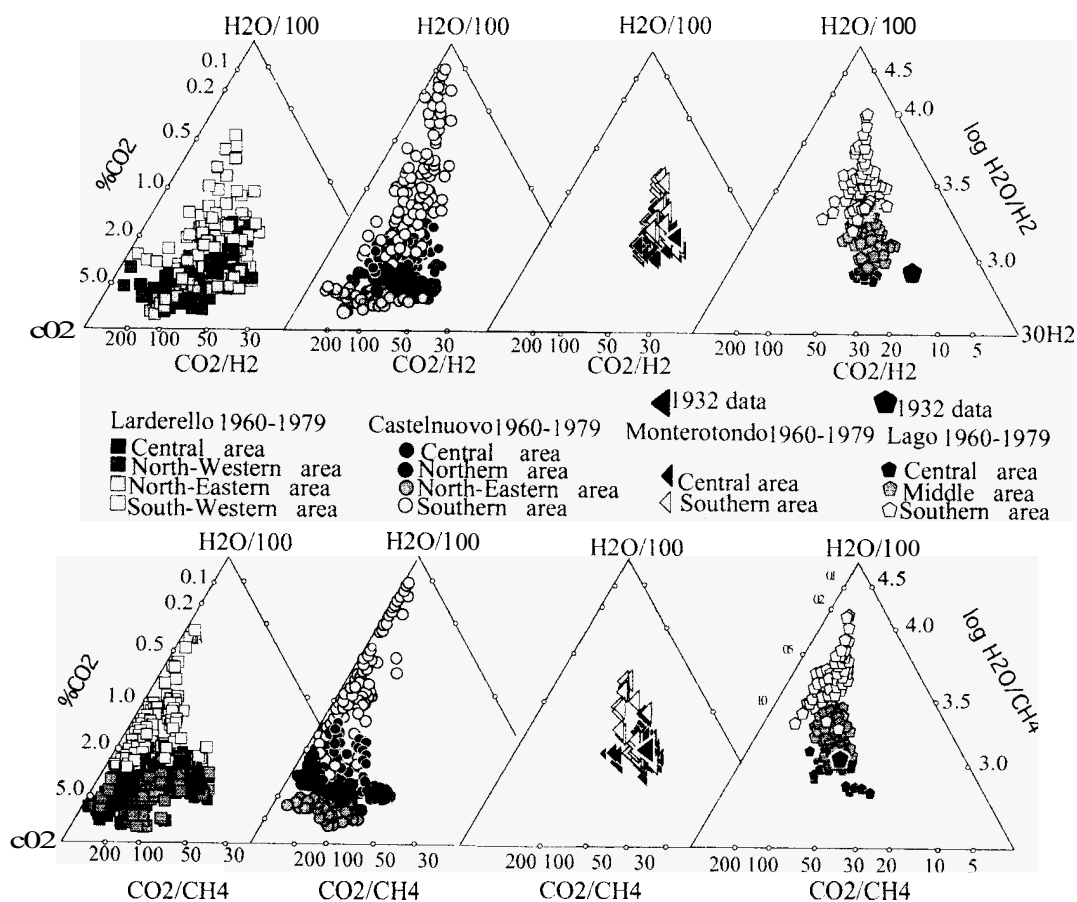 H2O/100 H2O/100 H2O/100 H2O/100
0.1 4.5
0.2 4.0
0.5
%CO2 log H2O/H2
1.0 3.5
2.0
5.0 3.0
cO2 30H2
200 100 50 30 200 100 50 30 200 100 50 30 200 100 50 30 20 10 5
CO2/H2 CO2/H2 CO2/H2 CO2/H2
1932 data 1932 data
Larderello 1960-1979
Central area
North-Western area
North-Eastern area
South-Western area
Castelnuovo1960-1979
Central area
Northern area
North-Eastern area
Southern area
Monterotondo1960-1979
Central area
Southern area
Lago 1960-1979
Central area
Middle area
Southern area
H2O/100 H2O/100 H2O/100 H2O/100
0.1 0.1 4.5
0.2 0.2 4.0
0.5 0.5
%CO2 log H2O/CH4
1.0 1.0 3.5
2.0 3.0
5.0
cO2
200 100 50 30 200 100 50 30 200 100 50 30 200 100 50 30 20 10 5
CO2/CH4 CO2/CH4 CO2/CH4 CO2/CH4